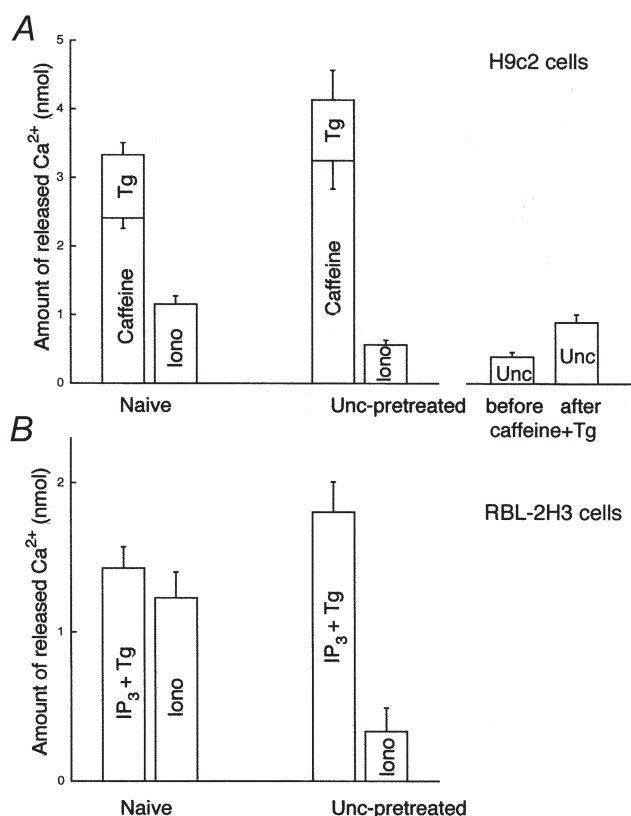 A
H9c2 cells
Amount of released Ca²⁺ (nmol)
5
4
3
2
1
0
Tg
Caffeine
Iono
Tg
Caffeine
Iono
Unc
Unc
Naive
Unc-pretreated
before after
caffeine+Tg
B
RBL-2H3 cells
Amount of released Ca²⁺ (nmol)
2
1
0
IP₃ + Tg
Iono
IP₃ + Tg
Iono
Naive
Unc-pretreated